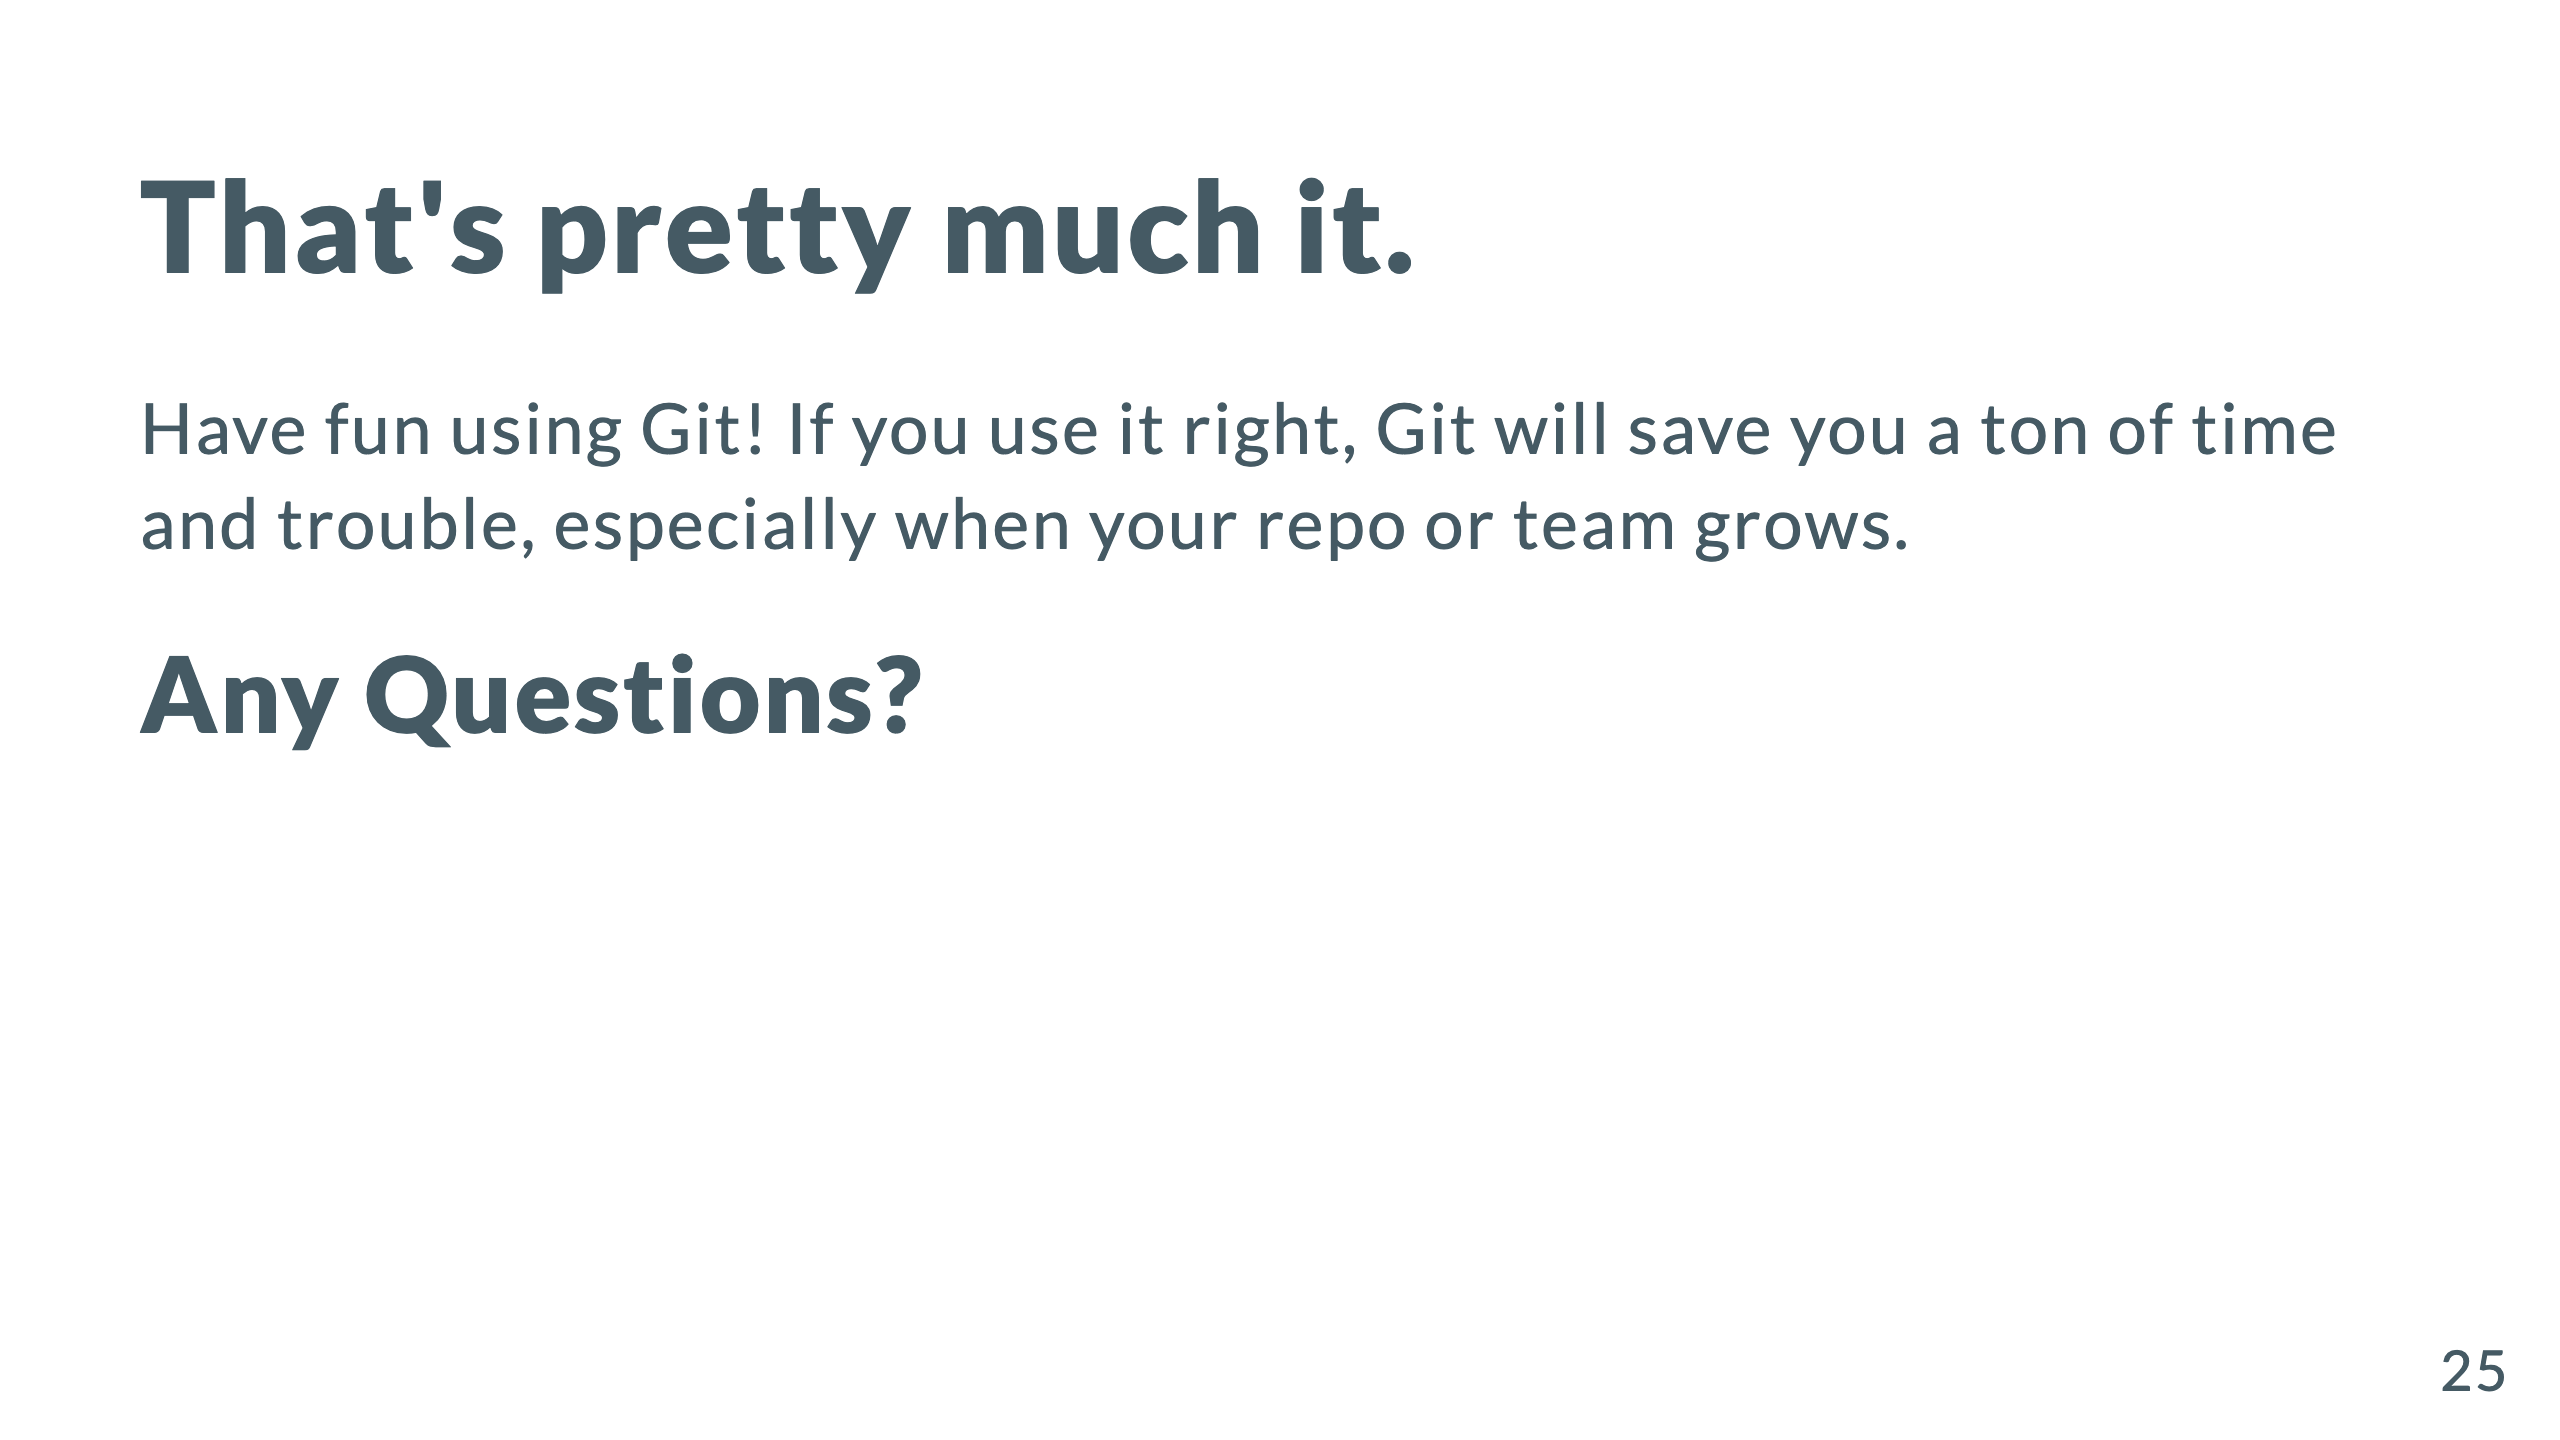 That's pretty much it.
Have fun using Git! If you use it right, Git will save you a ton of time
and trouble, especially when your repo or team grows.
Any Questions?
25